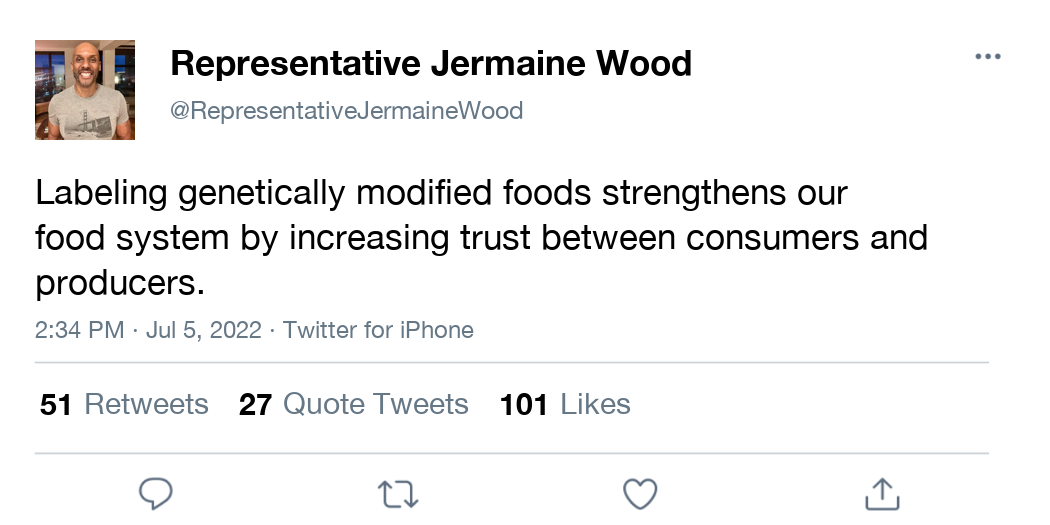 Representative Jermaine Wood
@RepresentativeJermaineWood
Labeling genetically modified foods strengthens our
food system by increasing trust between consumers and
producers.
2:34 PM · Jul 5, 2022 · Twitter for iPhone
51 Retweets 27 Quote Tweets 101 Likes